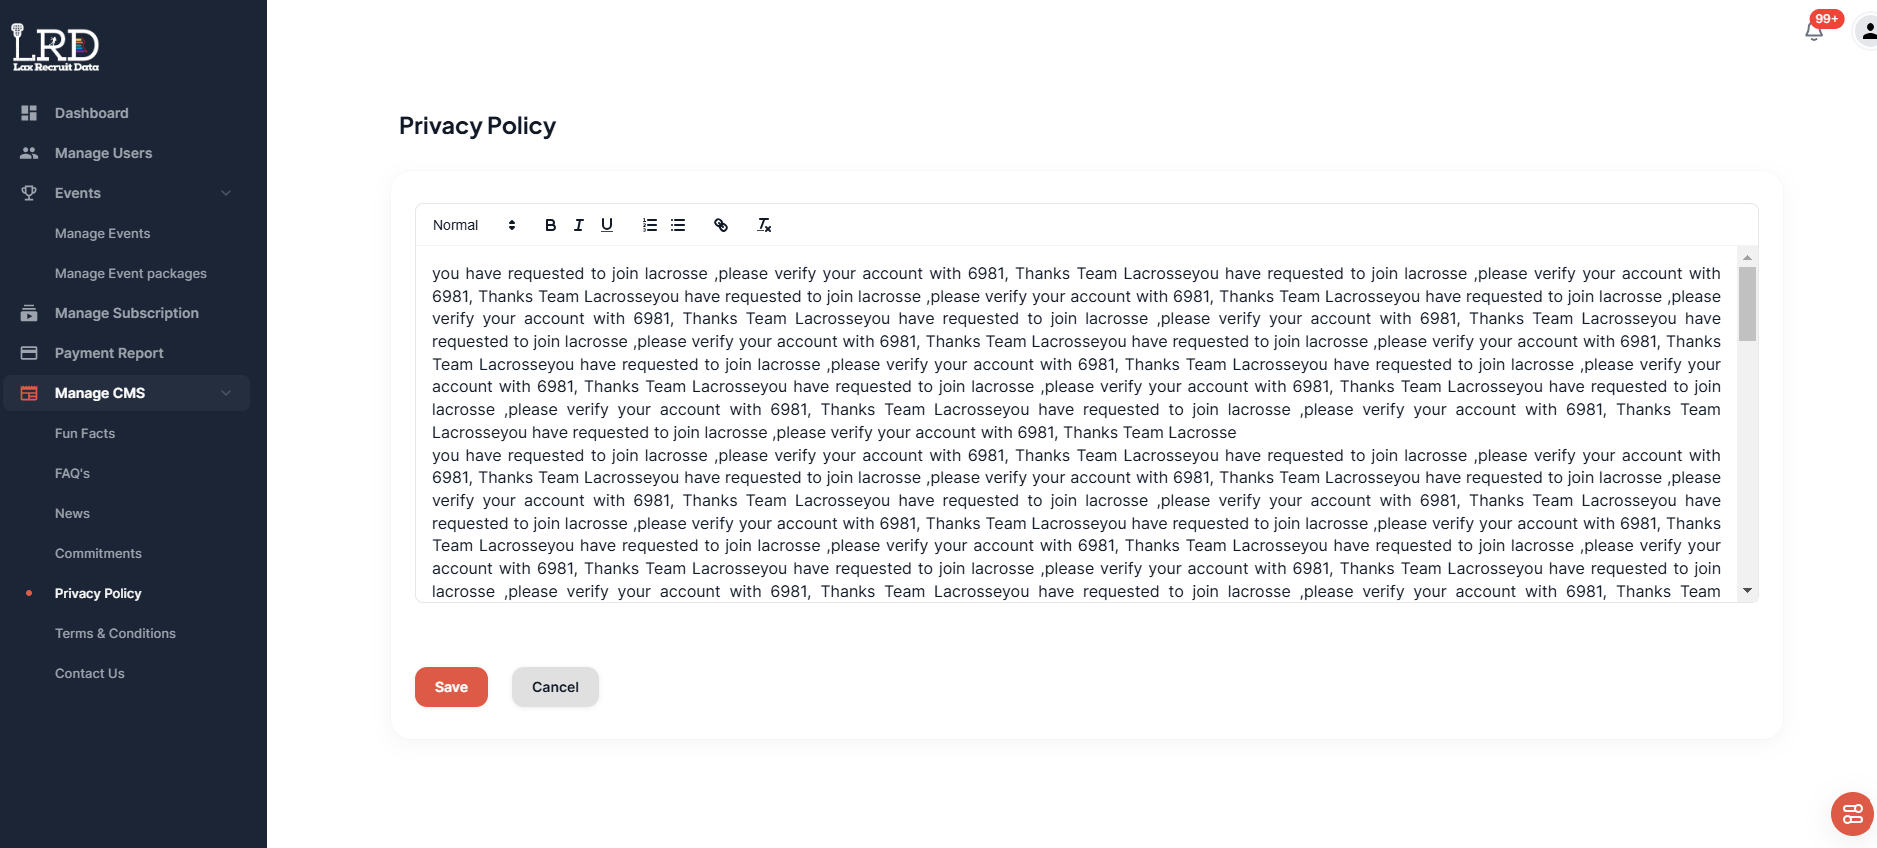 LRD
Lax Recruit Data
99+
Dashboard
Manage Users
Events
Manage Events
Manage Event packages
Manage Subscription
Payment Report
Manage CMS
Fun Facts
FAQ's
News
Commitments
Privacy Policy
Terms & Conditions
Contact Us
Privacy Policy
Normal
you have requested to join lacrosse ,please verify your account with 6981, Thanks Team Lacrosseyou have requested to join lacrosse ,please verify your account with
6981, Thanks Team Lacrosseyou have requested to join lacrosse ,please verify your account with 6981, Thanks Team Lacrosseyou have requested to join lacrosse ,please
verify your account with 6981, Thanks Team Lacrosseyou have requested to join lacrosse ,please verify your account with 6981, Thanks Team Lacrosseyou have
requested to join lacrosse ,please verify your account with 6981, Thanks Team Lacrosseyou have requested to join lacrosse ,please verify your account with 6981, Thanks
Team Lacrosseyou have requested to join lacrosse ,please verify your account with 6981, Thanks Team Lacrosseyou have requested to join lacrosse ,please verify your
account with 6981, Thanks Team Lacrosseyou have requested to join lacrosse ,please verify your account with 6981, Thanks Team Lacrosseyou have requested to join
lacrosse ,please verify your account with 6981, Thanks Team Lacrosseyou have requested to join lacrosse ,please verify your account with 6981, Thanks Team
Lacrosseyou have requested to join lacrosse ,please verify your account with 6981, Thanks Team Lacrosse
you have requested to join lacrosse ,please verify your account with 6981, Thanks Team Lacrosseyou have requested to join lacrosse ,please verify your account with
6981, Thanks Team Lacrosseyou have requested to join lacrosse ,please verify your account with 6981, Thanks Team Lacrosseyou have requested to join lacrosse ,please
verify your account with 6981, Thanks Team Lacrosseyou have requested to join lacrosse ,please verify your account with 6981, Thanks Team Lacrosseyou have
requested to join lacrosse ,please verify your account with 6981, Thanks Team Lacrosseyou have requested to join lacrosse ,please verify your account with 6981, Thanks
Team Lacrosseyou have requested to join lacrosse ,please verify your account with 6981, Thanks Team Lacrosseyou have requested to join lacrosse ,please verify your
account with 6981, Thanks Team Lacrosseyou have requested to join lacrosse ,please verify your account with 6981, Thanks Team Lacrosseyou have requested to join
lacrosse ,please verify your account with 6981, Thanks Team Lacrosseyou have requested to join lacrosse ,please verify your account with 6981, Thanks Team
Save
Cancel